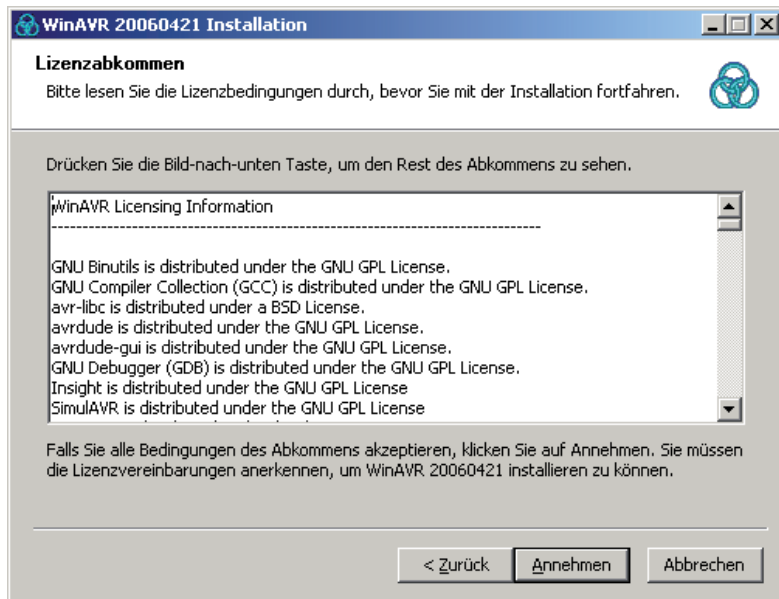 WinAVR 20060421 Installation
Lizenzabkommen
Bitte lesen Sie die Lizenzbedingungen durch, bevor Sie mit der Installation fortfahren.
Drücken Sie die Bild-nach-unten Taste, um den Rest des Abkommens zu sehen.
WinAVR Licensing Information
--------------------------------------------------------------------------------
GNU Binutils is distributed under the GNU GPL License.
GNU Compiler Collection (GCC) is distributed under the GNU GPL License.
avr-libc is distributed under a BSD License.
avrdude is distributed under the GNU GPL License.
avrdude-gui is distributed under the GNU GPL License.
GNU Debugger (GDB) is distributed under the GNU GPL License.
Insight is distributed under the GNU GPL License
SimulAVR is distributed under the GNU GPL License
Falls Sie alle Bedingungen des Abkommens akzeptieren, klicken Sie auf Annehmen. Sie müssen
die Lizenzvereinbarungen anerkennen, um WinAVR 20060421 installieren zu können.
< Zurück Annehmen Abbrechen